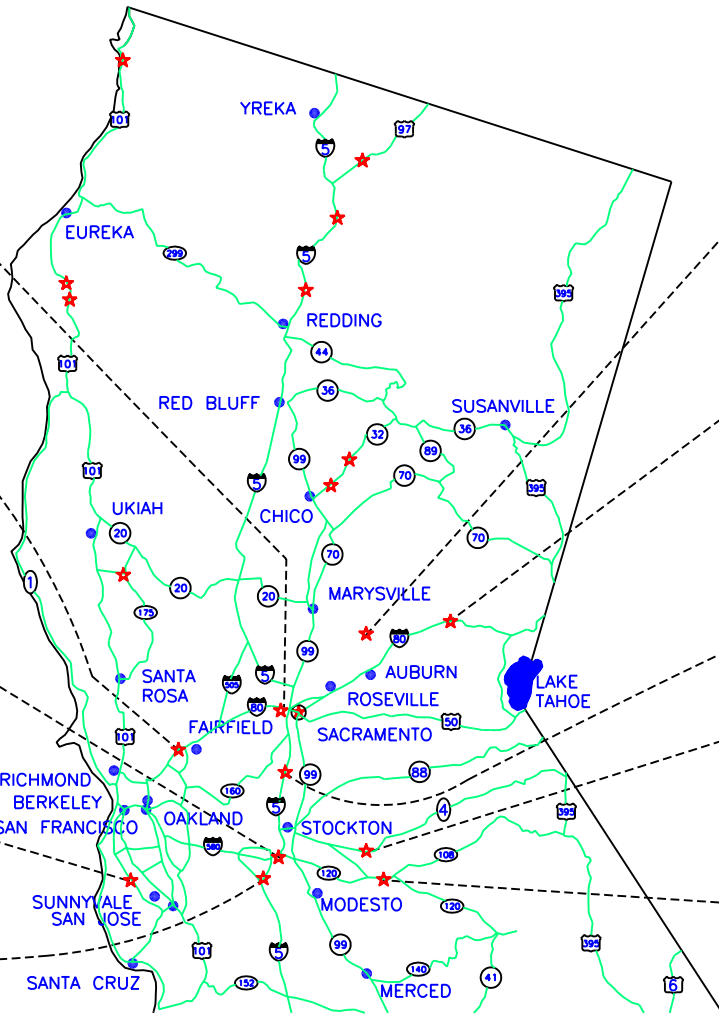 YREKA
97
101
5
EUREKA
299
5
395
REDDING
44
101
36
RED BLUFF
SUSANVILLE
32
36
89
99
101
70
5
395
CHICO
UKIAH
20
70
70
1
20
20
MARYSVILLE
175
80
99
5
AUBURN
SANTA
ROSA
505
LAKE
TAHOE
ROSEVILLE
80
50
FAIRFIELD
SACRAMENTO
101
99
88
RICHMOND
160
BERKELEY
5
4
395
SAN FRANCISCO
OAKLAND
STOCKTON
580
108
120
SUNNYVALE
MODESTO
120
SAN JOSE
101
5
99
395
140
SANTA CRUZ
152
MERCED
41
6